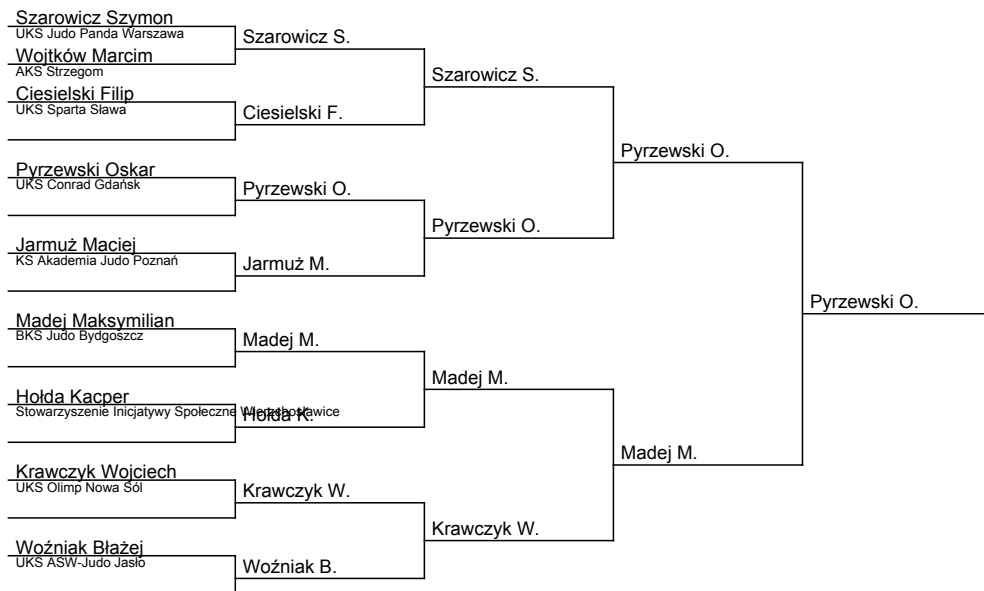 Szarowicz Szymon
UKS Judo Panda Warszawa
Wojtków Marcim
AKS Strzegom
Ciesielski Filip
UKS Sparta Sława
Pyrzewski Oskar
UKS Conrad Gdańsk
Jarmuż Maciej
KS Akademia Judo Poznań
Madej Maksymilian
BKS Judo Bydgoszcz
Hołda Kacper
Stowarzyszenie Inicjatywy Społeczne Wierzchosławice
Krawczyk Wojciech
UKS Olimp Nowa Sól
Woźniak Błażej
UKS ASW-Judo Jasło
Szarowicz S.
Ciesielski F.
Pyrzewski O.
Jarmuż M.
Madej M.
Hołda K.
Krawczyk W.
Woźniak B.
Szarowicz S.
Pyrzewski O.
Madej M.
Krawczyk W.
Pyrzewski O.
Madej M.
Pyrzewski O.